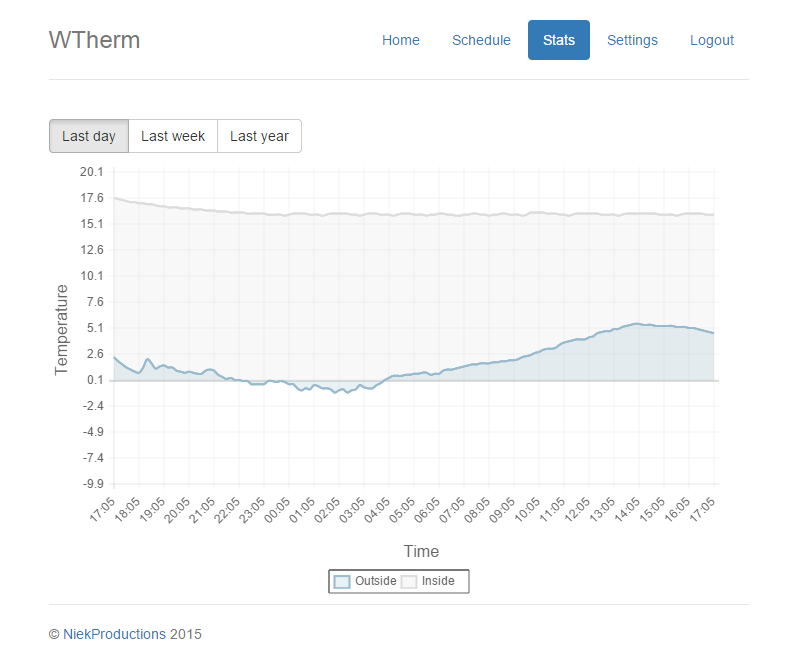 WTherm Home Schedule Stats Settings Logout
Last day Last week Last year
20.1
17.6
15.1
12.6
10.1
7.6
5.1
2.6
0.1
-2.4
-4.9
-7.4
-9.9
Temperature
17:05 18:05 19:05 20:05 21:05 22:05 23:05 00:05 01:05 02:05 03:05 04:05 05:05 06:05 07:05 08:05 09:05 10:05 11:05 12:05 13:05 14:05 15:05 16:05 17:05
Time
Outside Inside
© NiekProductions 2015